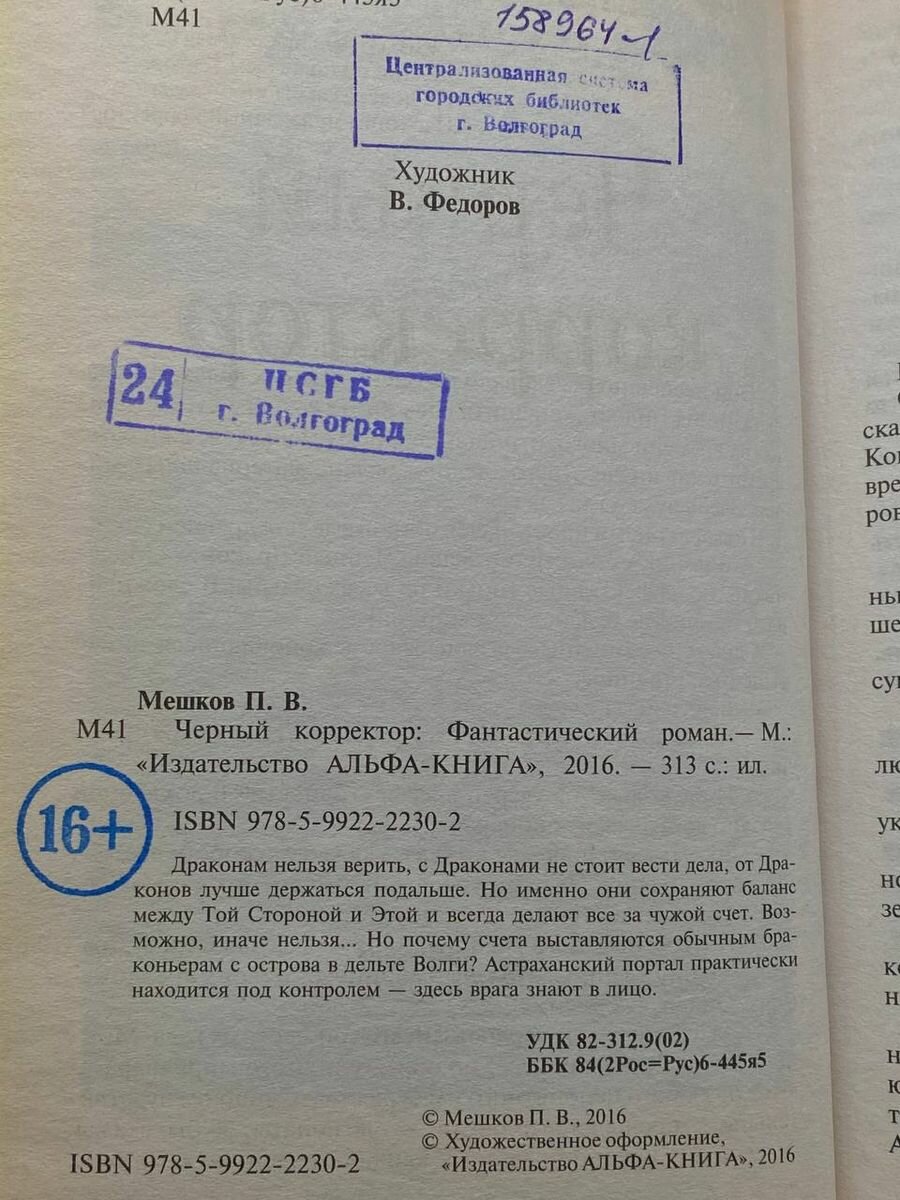 М41
158964-1
Централизованная система
городских библиотек
г. Волгоград
Художник
В. Федоров
24 ЦСГБ
г. Волгоград
Мешков П. В.
М41 Черный корректор: Фантастический роман.— М.:
«Издательство АЛЬФА-КНИГА», 2016. — 313 с.: ил.
16+
ISBN 978-5-9922-2230-2
Драконам нельзя верить, с Драконами не стоит вести дела, от Дра-
конов лучше держаться подальше. Но именно они сохраняют баланс
между Той Стороной и Этой и всегда делают все за чужой счет. Воз-
можно, иначе нельзя... Но почему счета выставляются обычным бра-
коньерам с острова в дельте Волги? Астраханский портал практически
находится под контролем — здесь врага знают в лицо.
УДК 82-312.9(02)
ББК 84(2Рос=Рус)6-445я5
© Мешков П. В., 2016
© Художественное оформление,
«Издательство АЛЬФА-КНИГА», 2016
ISBN 978-5-9922-2230-2